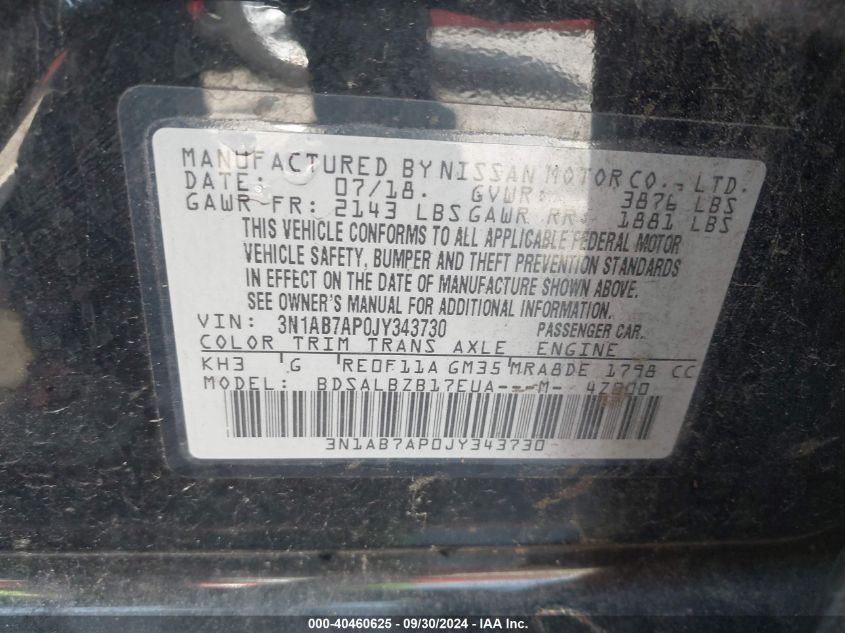 MANUFACTURED BY NISSAN MOTOR CO., LTD.
DATE: 07/18. GVWR: 3876 LBS
GAWR FR: 2143 LBS GAWR RR: 1881 LBS
THIS VEHICLE CONFORMS TO ALL APPLICABLE FEDERAL MOTOR
VEHICLE SAFETY, BUMPER AND THEFT PREVENTION STANDARDS
IN EFFECT ON THE DATE OF MANUFACTURE SHOWN ABOVE.
SEE OWNER'S MANUAL FOR ADDITIONAL INFORMATION.
VIN: 3N1AB7AP0JY343730 PASSENGER CAR.
COLOR TRIM TRANS AXLE ENGINE
KH3 G RE0F11A GM35 MRA8DE 1798 CC
MODEL: BDSALBZB17EUA---M-
3N1AB7AP0JY343730
000-40460625 - 09/30/2024 - © IAA Inc.